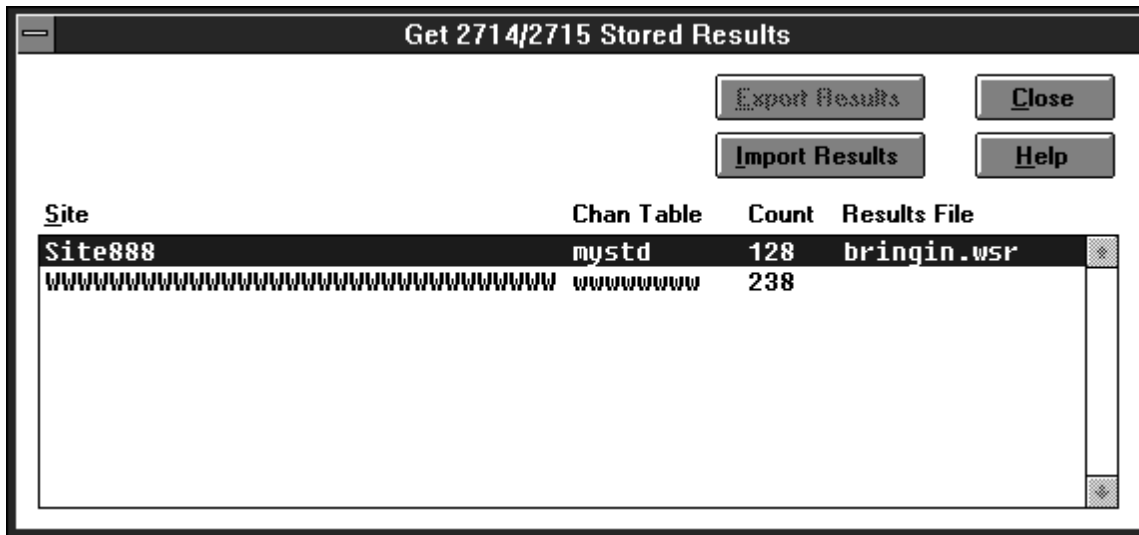 Get 2714/2715 Stored Results
Export Results Close
Import Results Help
Site Chan Table Count Results File
Site888 mystd 128 bringin.wsr
WWWWWWWWWWWWWWWWWWWWWWWWWWWWWWWW wwwwwwww 238